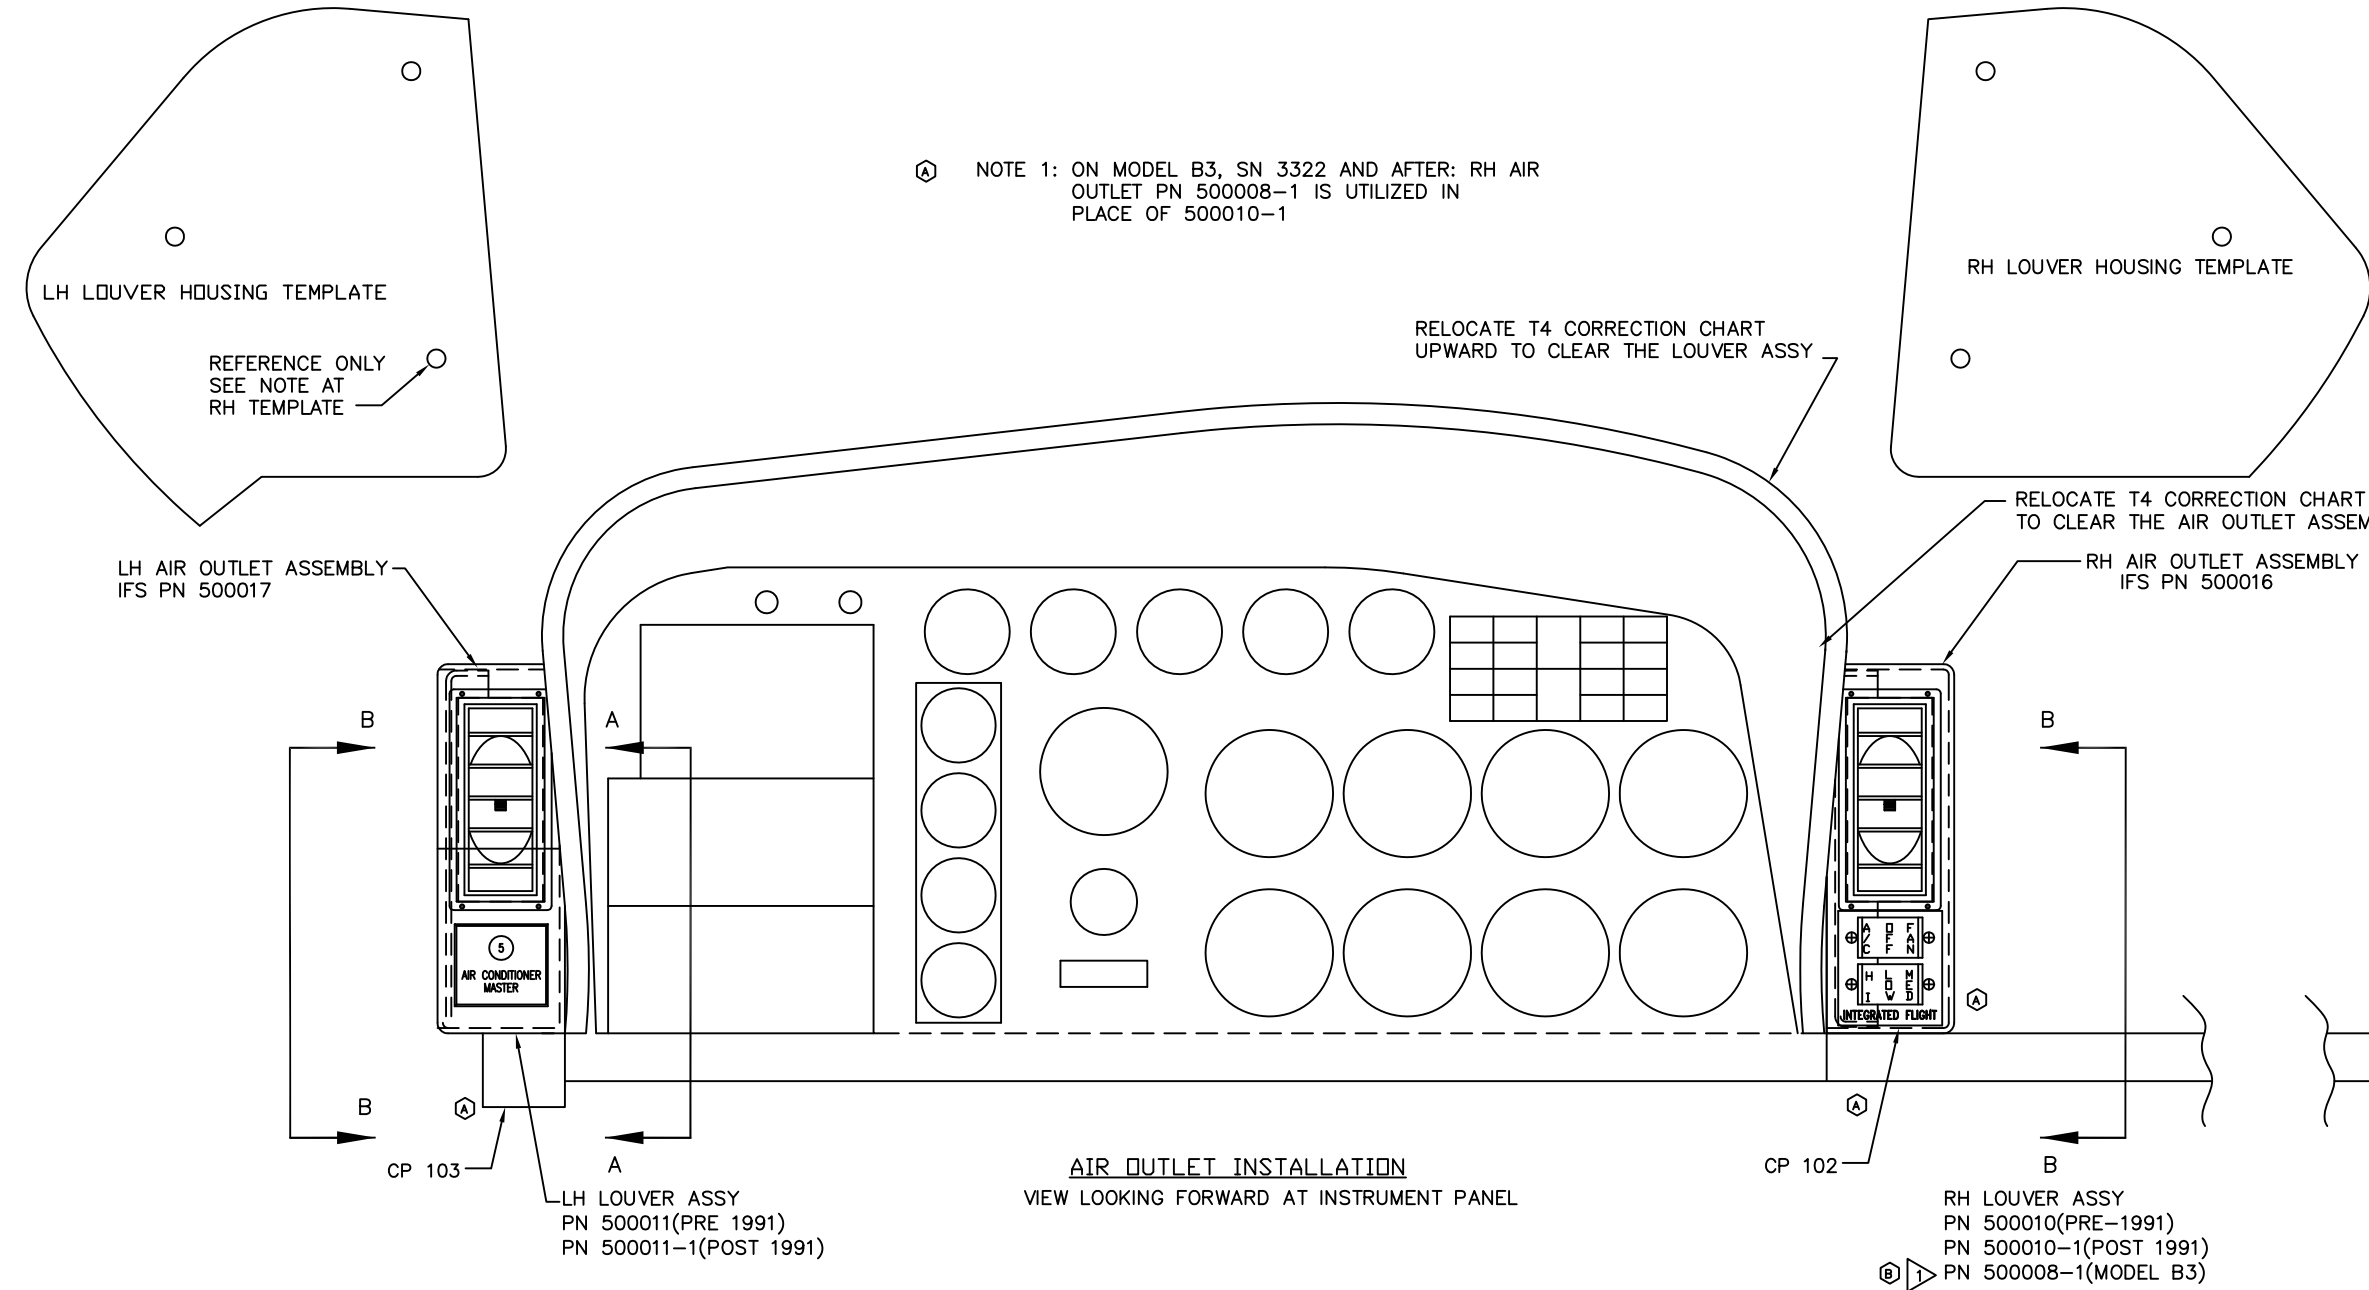 A
NOTE 1: ON MODEL B3, SN 3322 AND AFTER: RH AIR
OUTLET PN 500008-1 IS UTILIZED IN
PLACE OF 500010-1
LH LOUVER HOUSING TEMPLATE
REFERENCE ONLY
SEE NOTE AT
RH TEMPLATE
RH LOUVER HOUSING TEMPLATE
RELOCATE T4 CORRECTION CHART
UPWARD TO CLEAR THE LOUVER ASSY
RELOCATE T4 CORRECTION CHART
TO CLEAR THE AIR OUTLET
LH AIR OUTLET ASSEMBLY
IFS PN 500017
RH AIR OUTLET ASSEMBLY
IFS PN 500016
B
A
B
5
AIR CONDITIONER
MASTER
A/C OFF FAN
HI LOW MED
INTEGRATED FLIGHT
A
B
A
A
A
B
CP 103
CP 102
LH LOUVER ASSY
PN 500011(PRE 1991)
PN 500011-1(POST 1991)
AIR OUTLET INSTALLATION
VIEW LOOKING FORWARD AT INSTRUMENT PANEL
RH LOUVER ASSY
PN 500010(PRE-1991)
PN 500010-1(POST 1991)
B 1 PN 500008-1(MODEL B3)